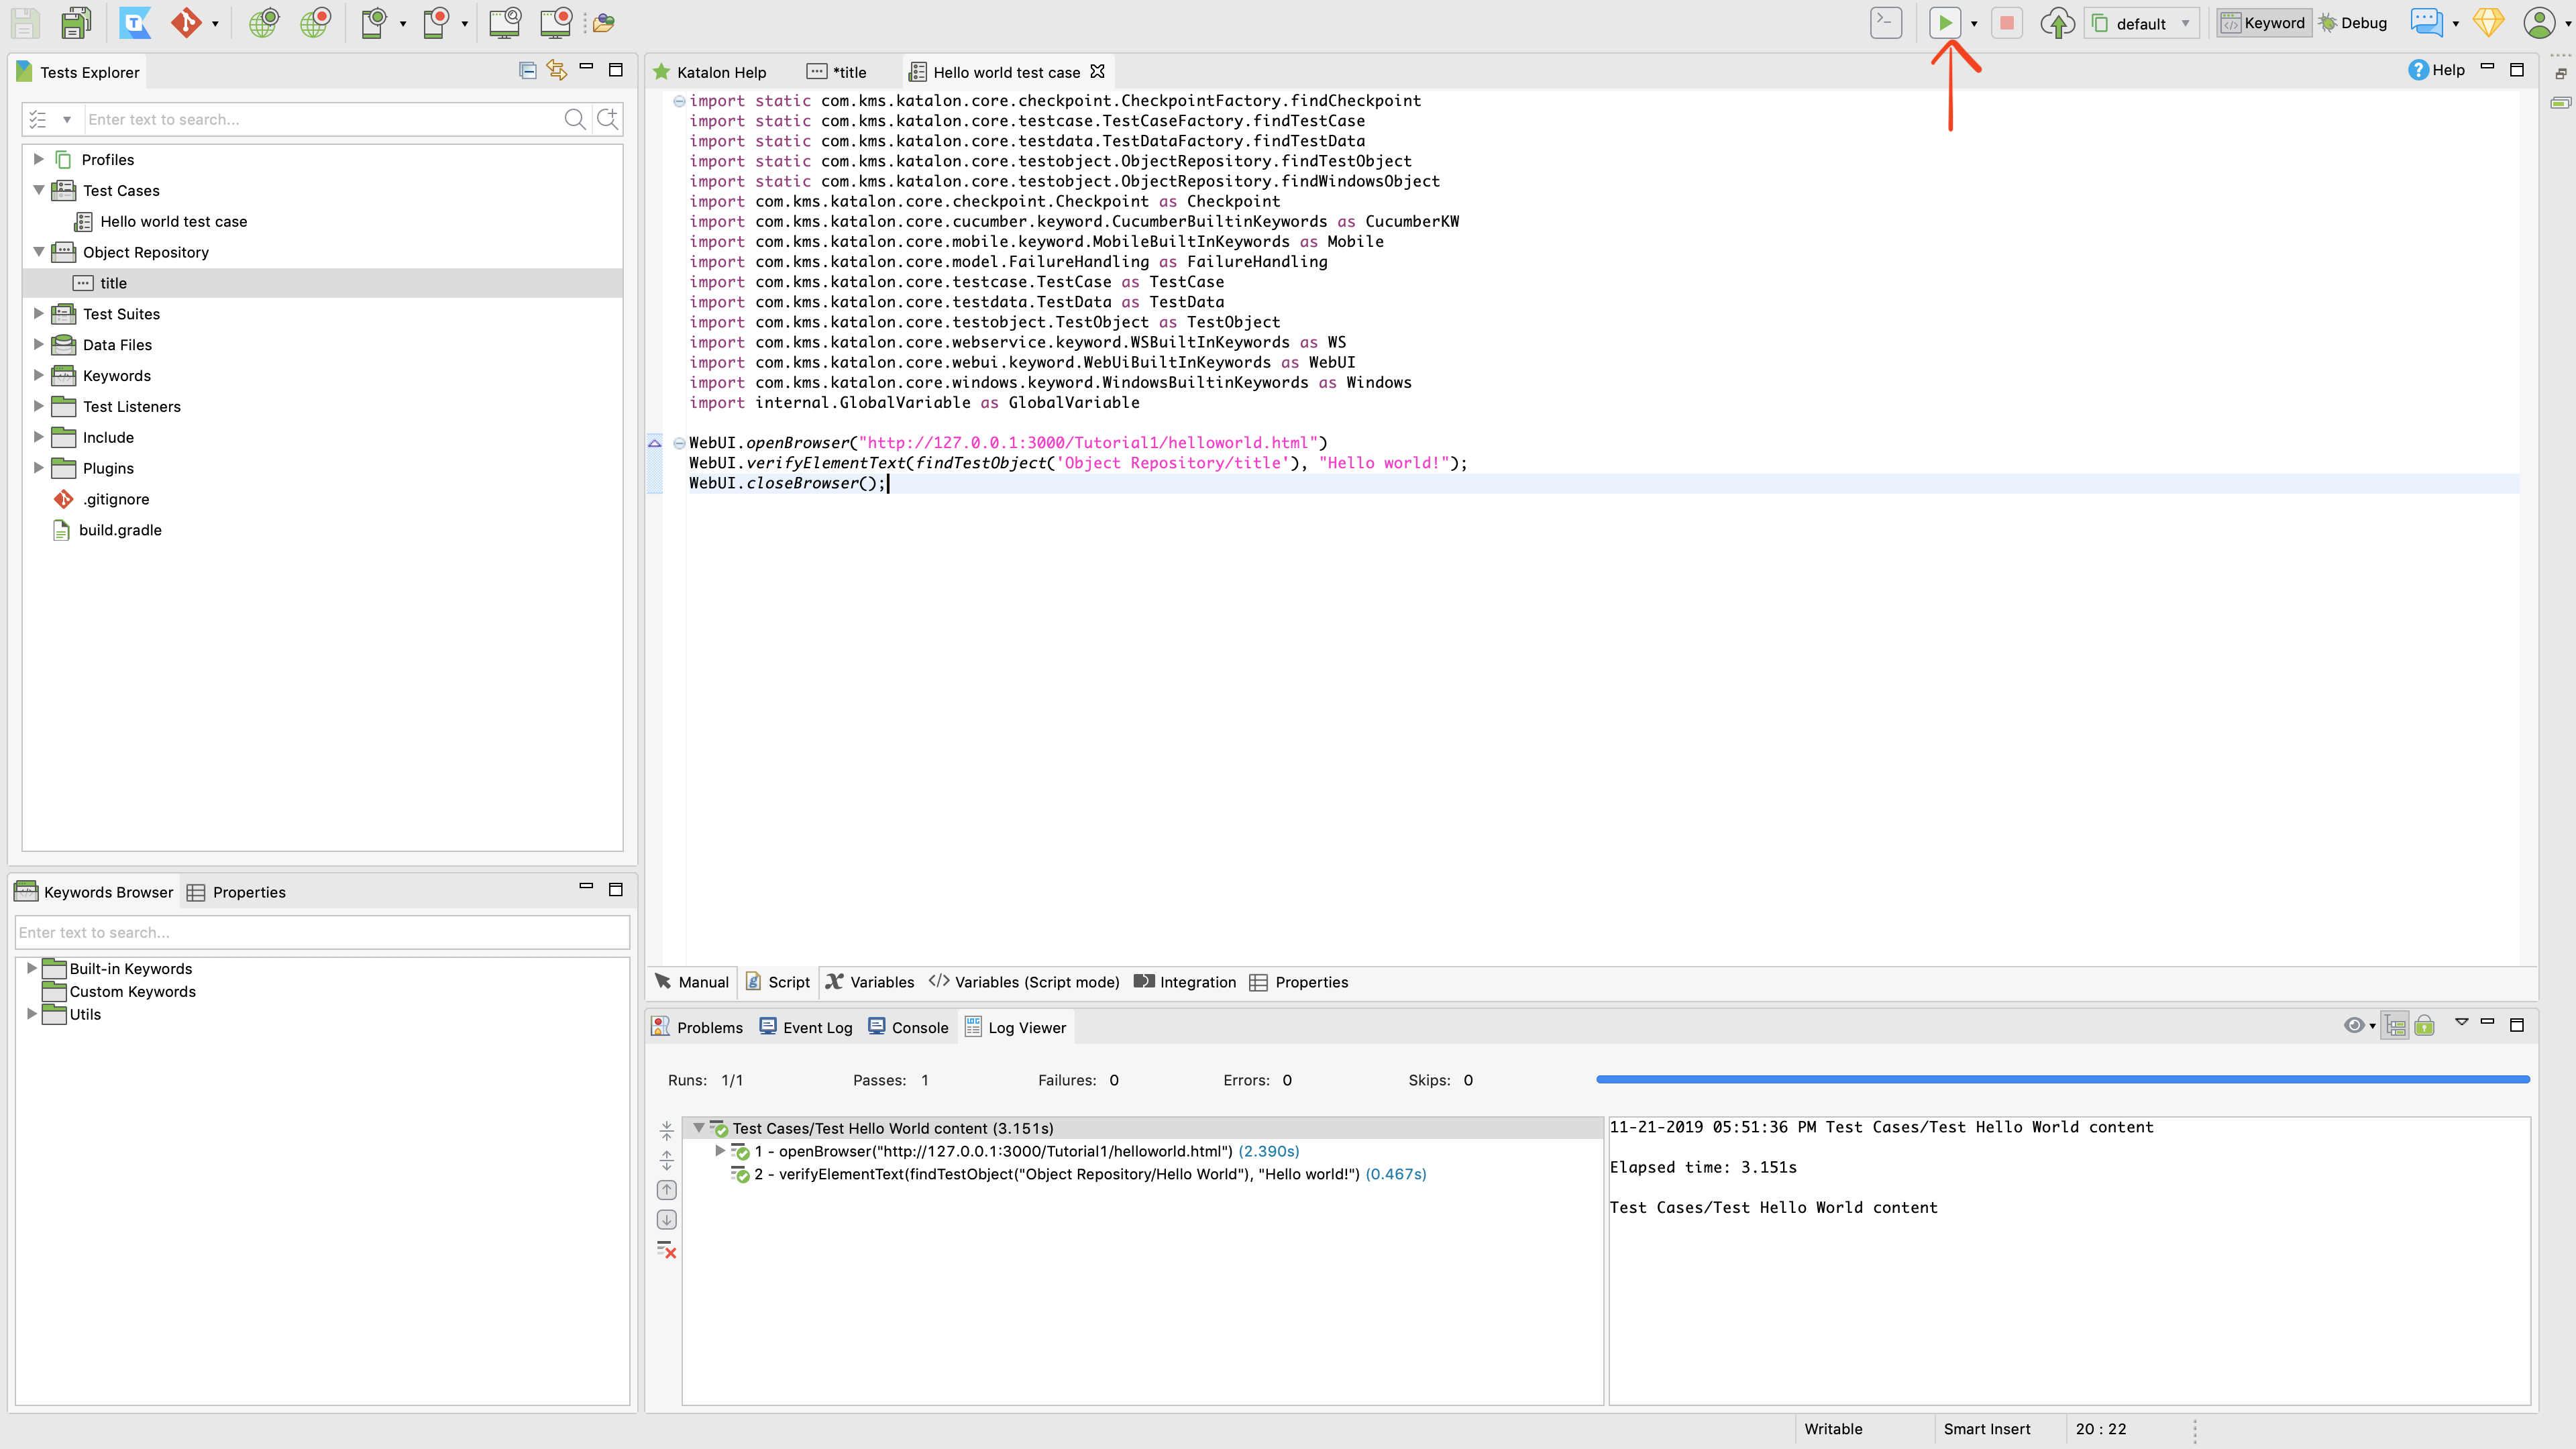 default
Keyword
Debug
Tests Explorer
Enter text to search...
Profiles
Test Cases
Hello world test case
Object Repository
title
Test Suites
Data Files
Keywords
Test Listeners
Include
Plugins
.gitignore
build.gradle
Keywords Browser
Properties
Enter text to search...
Built-in Keywords
Custom Keywords
Utils
Katalon Help
*title
Hello world test case
Help
import static com.kms.katalon.core.checkpoint.CheckpointFactory.findCheckpoint
import static com.kms.katalon.core.testcase.TestCaseFactory.findTestCase
import static com.kms.katalon.core.testdata.TestDataFactory.findTestData
import static com.kms.katalon.core.testobject.ObjectRepository.findTestObject
import static com.kms.katalon.core.testobject.ObjectRepository.findWindowsObject
import com.kms.katalon.core.checkpoint.Checkpoint as Checkpoint
import com.kms.katalon.core.cucumber.keyword.CucumberBuiltinKeywords as CucumberKW
import com.kms.katalon.core.mobile.keyword.MobileBuiltInKeywords as Mobile
import com.kms.katalon.core.model.FailureHandling as FailureHandling
import com.kms.katalon.core.testcase.TestCase as TestCase
import com.kms.katalon.core.testdata.TestData as TestData
import com.kms.katalon.core.testobject.TestObject as TestObject
import com.kms.katalon.core.webservice.keyword.WSBuiltInKeywords as WS
import com.kms.katalon.core.webui.keyword.WebUiBuiltInKeywords as WebUI
import com.kms.katalon.core.windows.keyword.WindowsBuiltinKeywords as Windows
import internal.GlobalVariable as GlobalVariable
WebUI.openBrowser("http://127.0.0.1:3000/Tutorial1/helloworld.html")
WebUI.verifyElementText(findTestObject('Object Repository/title'), "Hello world!");
WebUI.closeBrowser();
Manual
Script
Variables
Variables (Script mode)
Integration
Properties
Problems
Event Log
Console
Log Viewer
Runs: 1/1
Passes: 1
Failures: 0
Errors: 0
Skips: 0
Test Cases/Test Hello World content (3.151s)
1 - openBrowser("http://127.0.0.1:3000/Tutorial1/helloworld.html") (2.390s)
2 - verifyElementText(findTestObject("Object Repository/Hello World"), "Hello world!") (0.467s)
11-21-2019 05:51:36 PM Test Cases/Test Hello World content
Elapsed time: 3.151s
Test Cases/Test Hello World content
Writable
Smart Insert
20 : 22